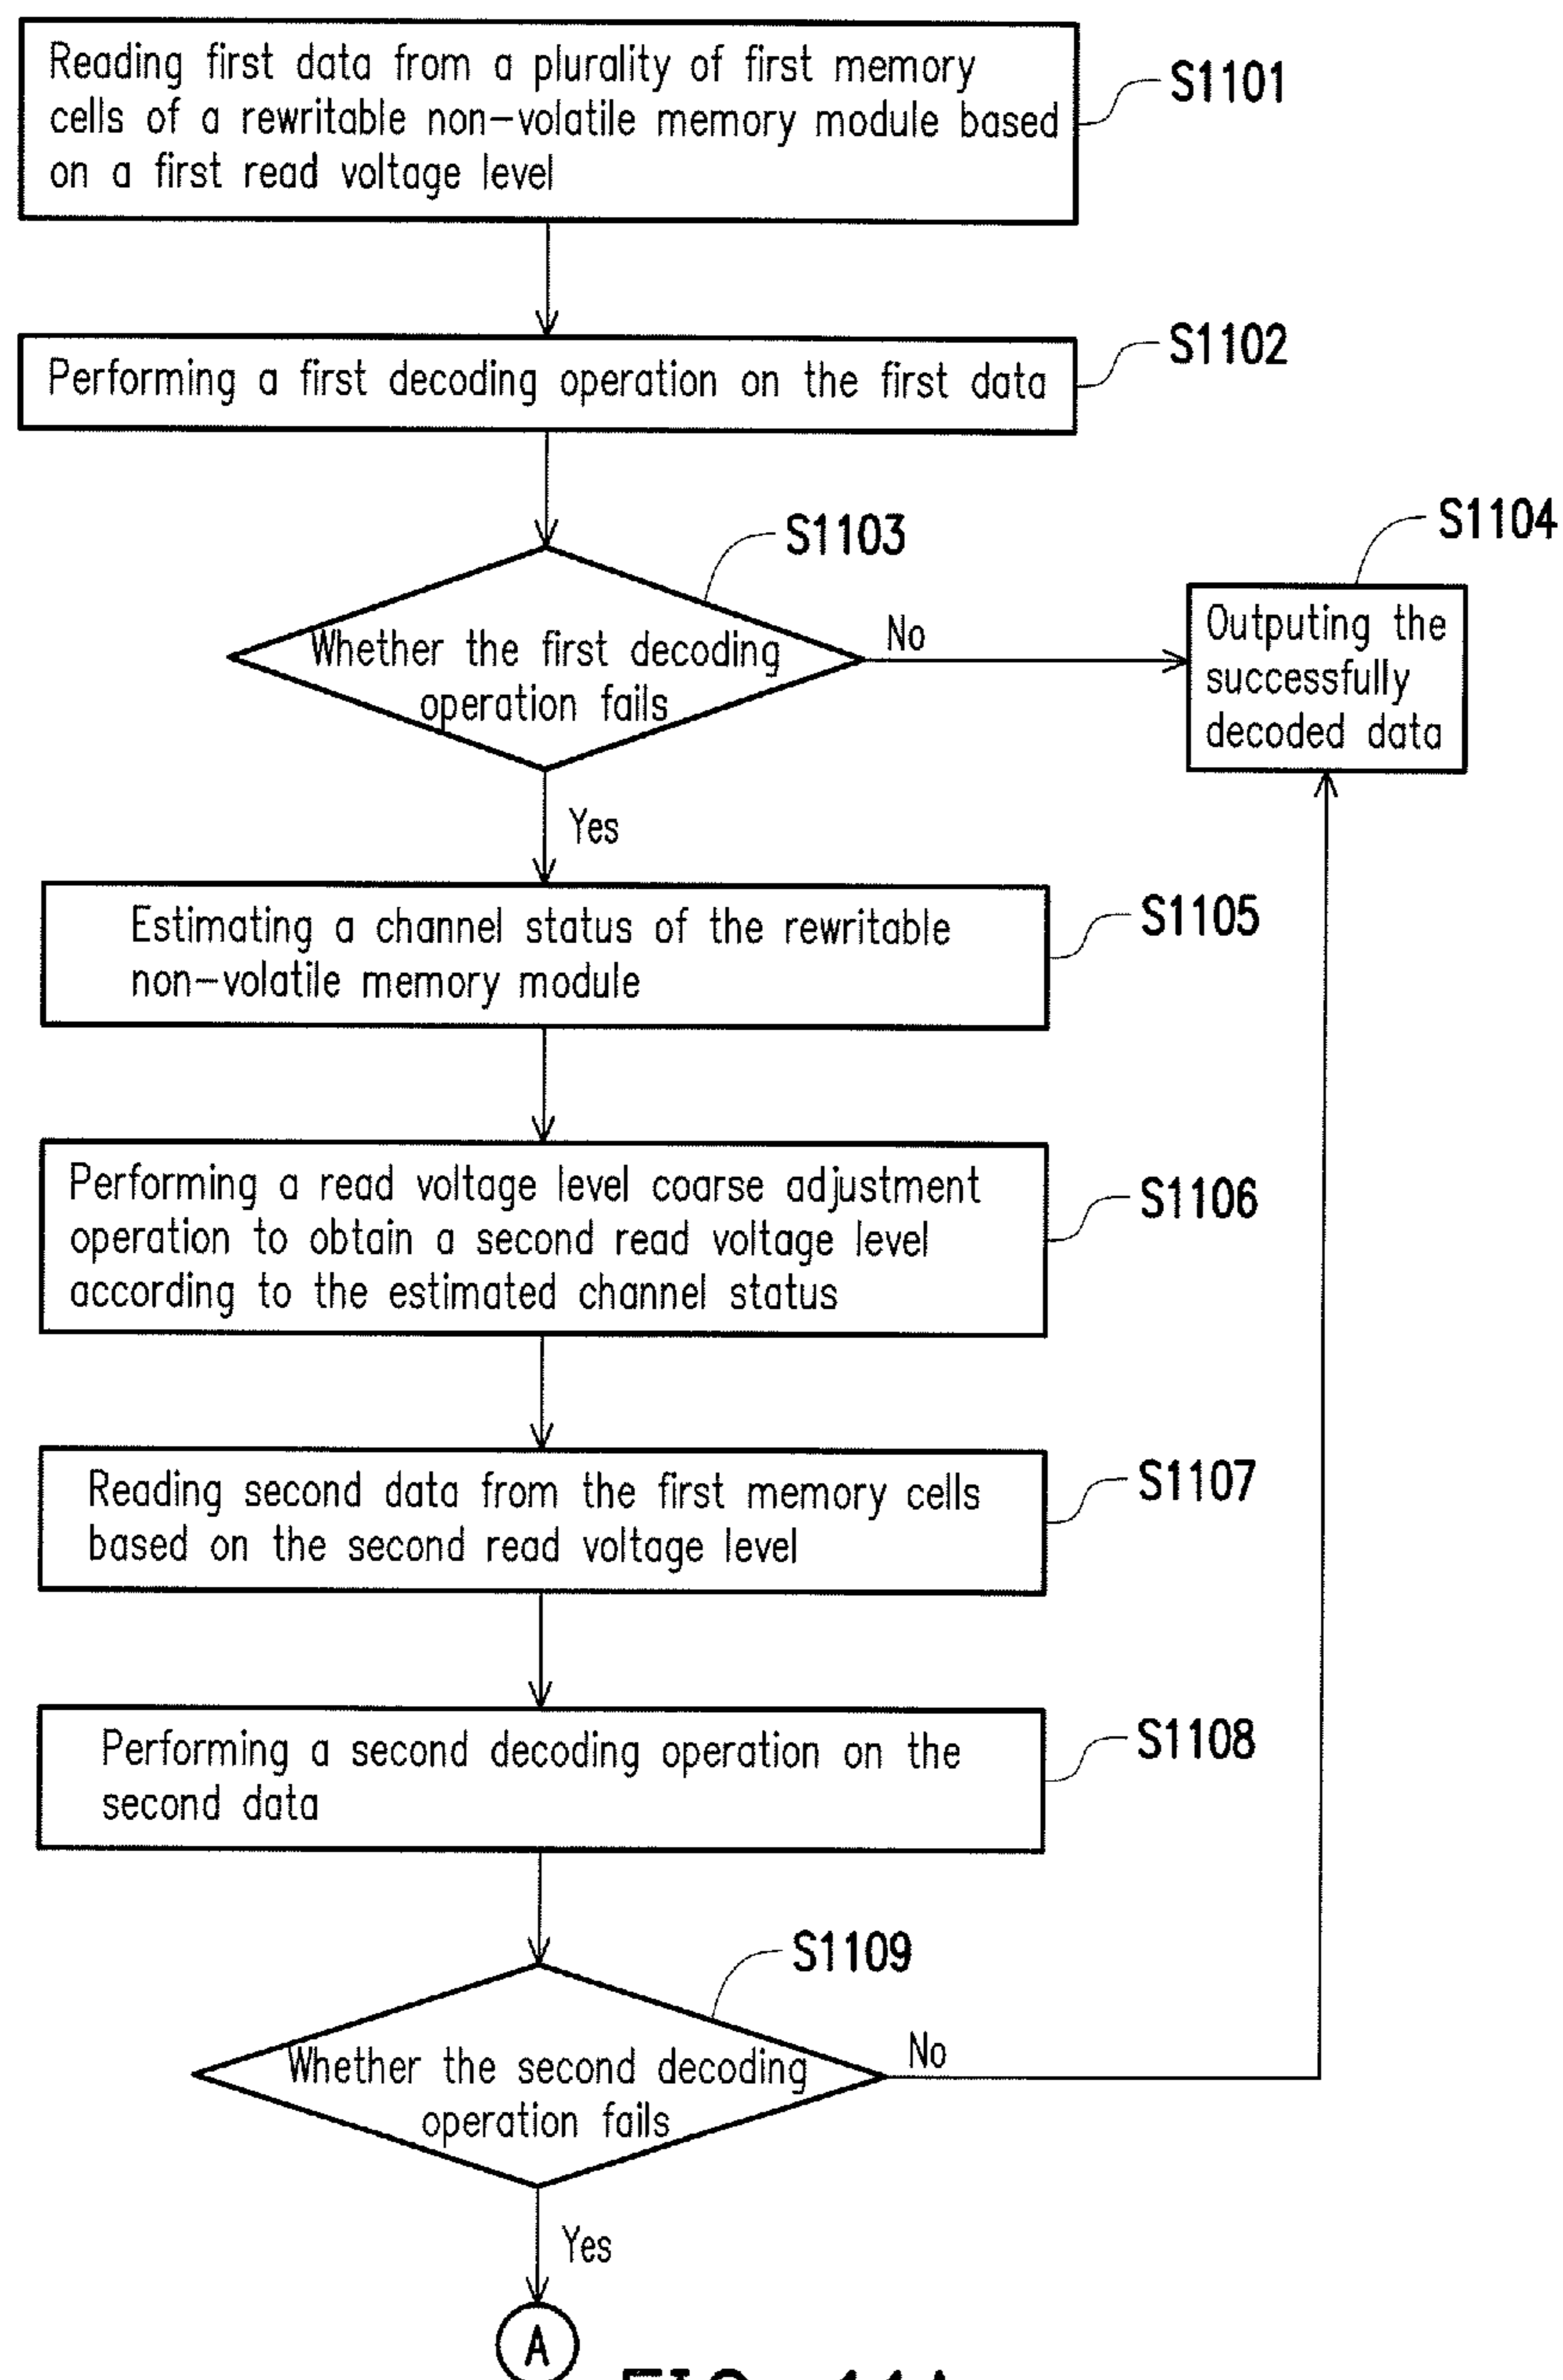 Reading first data from a plurality of first memory
cells of a rewritable non-volatile memory module based
on a first read voltage level
S1101
Performing a first decoding operation on the first data
S1102
S1103
Whether the first decoding
operation fails
No
S1104
Outputing the
successfully
decoded data
Yes
Estimating a channel status of the rewritable
non-volatile memory module
S1105
Performing a read voltage level coarse adjustment
operation to obtain a second read voltage level
according to the estimated channel status
S1106
Reading second data from the first memory cells
based on the second read voltage level
S1107
Performing a second decoding operation on the
second data
S1108
S1109
Whether the second decoding
operation fails
No
Yes
A